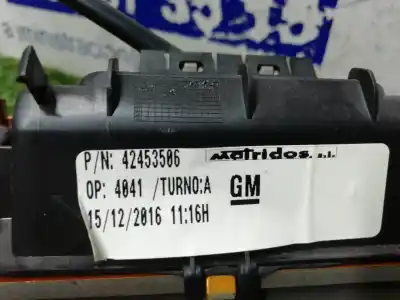 P/N: 42453506 Matridos, s.l.
OP: 4041 /TURNO:A GM
15/12/2016 11:16H